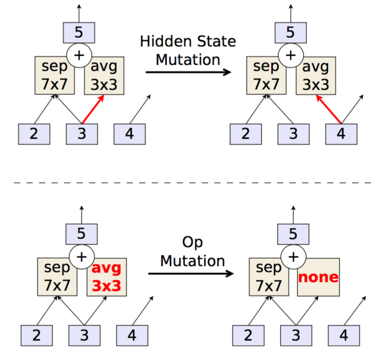 5
+
sep
7x7
avg
3x3
2
3
4
Hidden State
Mutation
5
+
sep
7x7
avg
3x3
2
3
4
5
+
sep
7x7
avg
3x3
2
3
4
Op
Mutation
5
+
sep
7x7
none
2
3
4